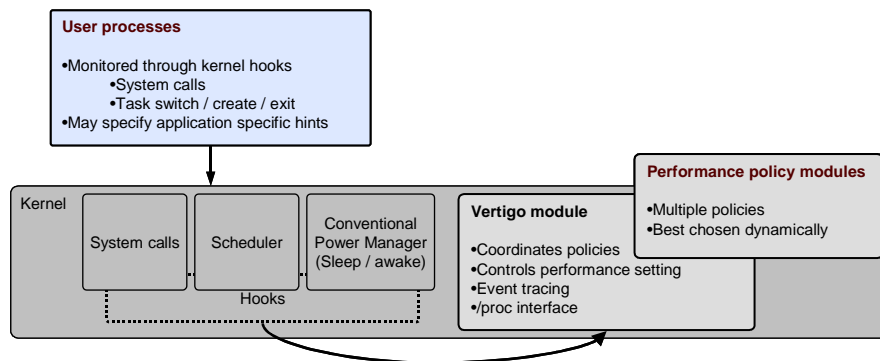 User processes
•Monitored through kernel hooks
•System calls
•Task switch / create / exit
•May specify application specific hints
Kernel
System calls
Scheduler
Conventional
Power Manager
(Sleep / awake)
Hooks
Vertigo module
•Coordinates policies
•Controls performance setting
•Event tracing
•/proc interface
Performance policy modules
•Multiple policies
•Best chosen dynamically